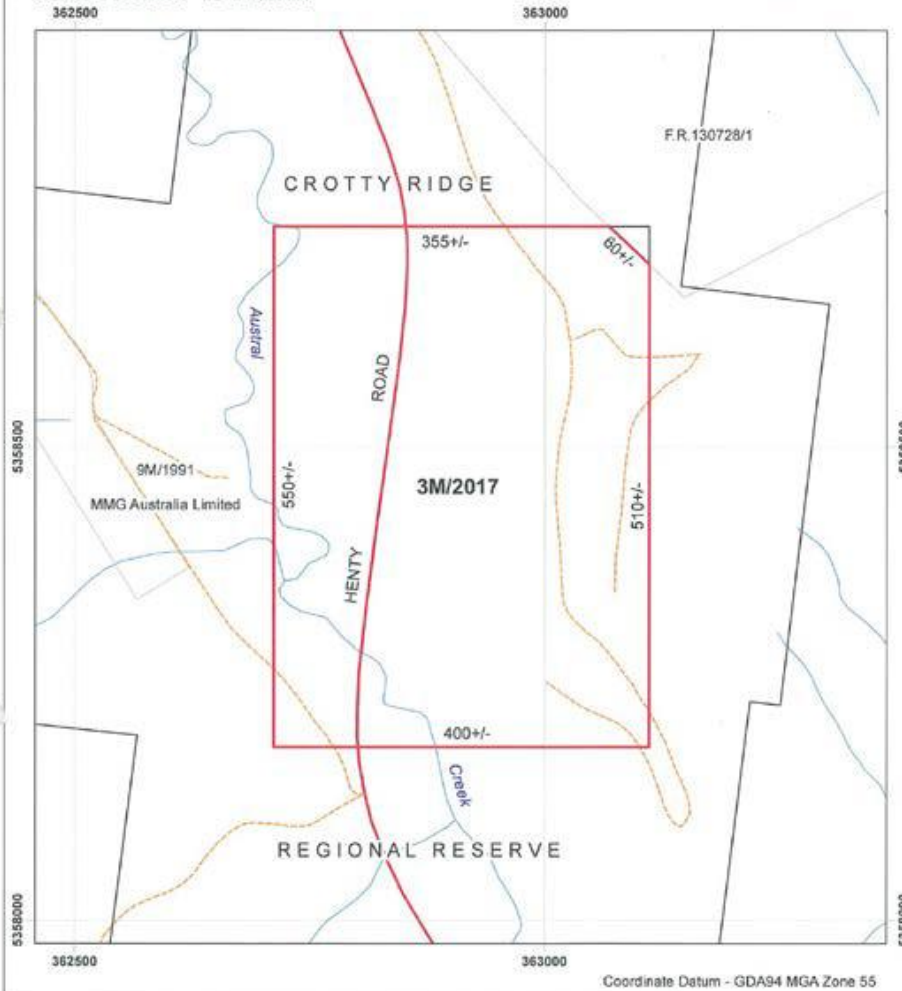 362500
363000
F.R.130728/1
CROTTY RIDGE
355+/-
60+/-
Austral
ROAD
5358500
9M/1991
MMG Australia Limited
550+/-
3M/2017
510+/-
HENTY
400+/-
Creek
REGIONAL RESERVE
5358000
5358000
362500
363000
Coordinate Datum - GDA94 MGA Zone 55